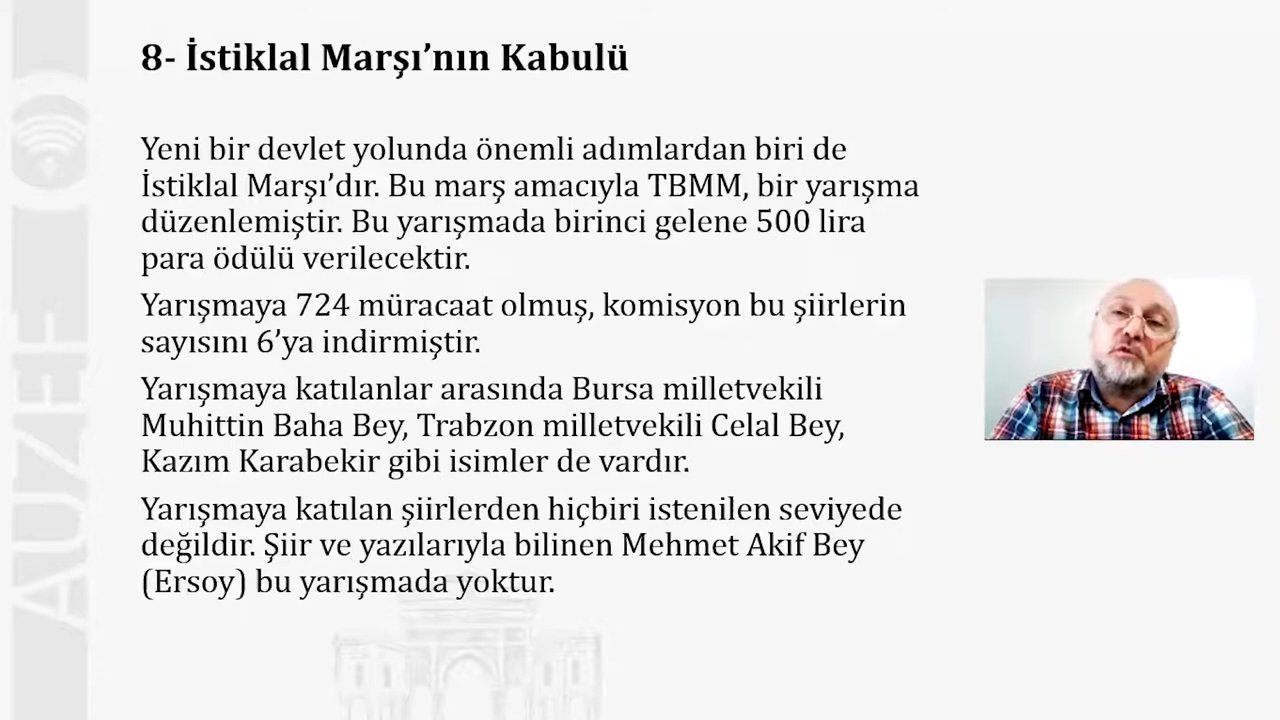 8- İstiklal Marşı’nın Kabulü
Yeni bir devlet yolunda önemli adımlardan biri de
İstiklal Marşı’dır. Bu marş amacıyla TBMM, bir yarışma
düzenlemiştir. Bu yarışmada birinci gelene 500 lira
para ödülü verilecektir.
Yarışmaya 724 müracaat olmuş, komisyon bu şiirlerin
sayısını 6’ya indirmiştir.
Yarışmaya katılanlar arasında Bursa milletvekili
Muhittin Baha Bey, Trabzon milletvekili Celal Bey,
Kazım Karabekir gibi isimler de vardır.
Yarışmaya katılan şiirlerden hiçbiri istenilen seviyede
değildir. Şiir ve yazılarıyla bilinen Mehmet Akif Bey
(Ersoy) bu yarışmada yoktur.
AUZEF